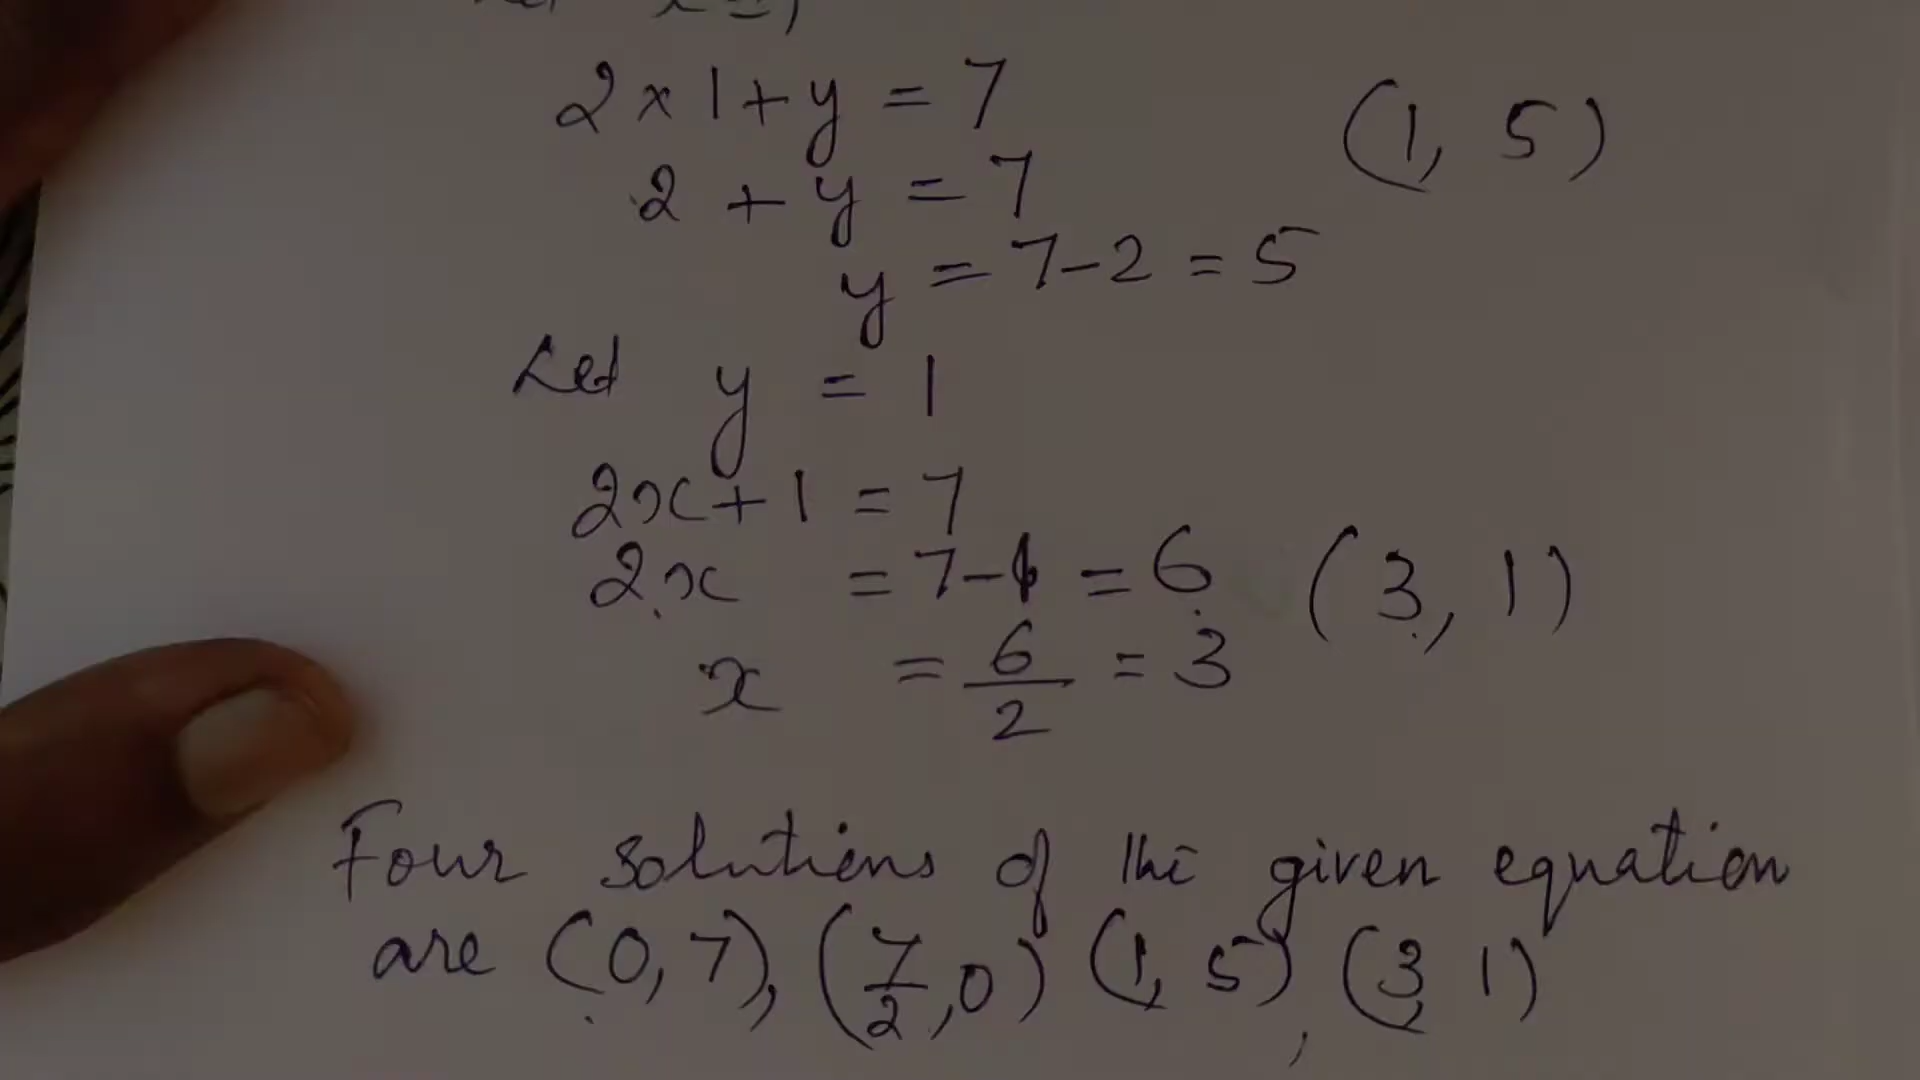 2 × 1 + y = 7 (1, 5)
2 + y = 7
y = 7 - 2 = 5
Let y = 1
2x + 1 = 7
2x = 7 - 1 = 6 (3, 1)
x = 6/2 = 3
Four solutions of the given equation
are (0, 7), (7/2, 0) (1, 5), (3, 1)